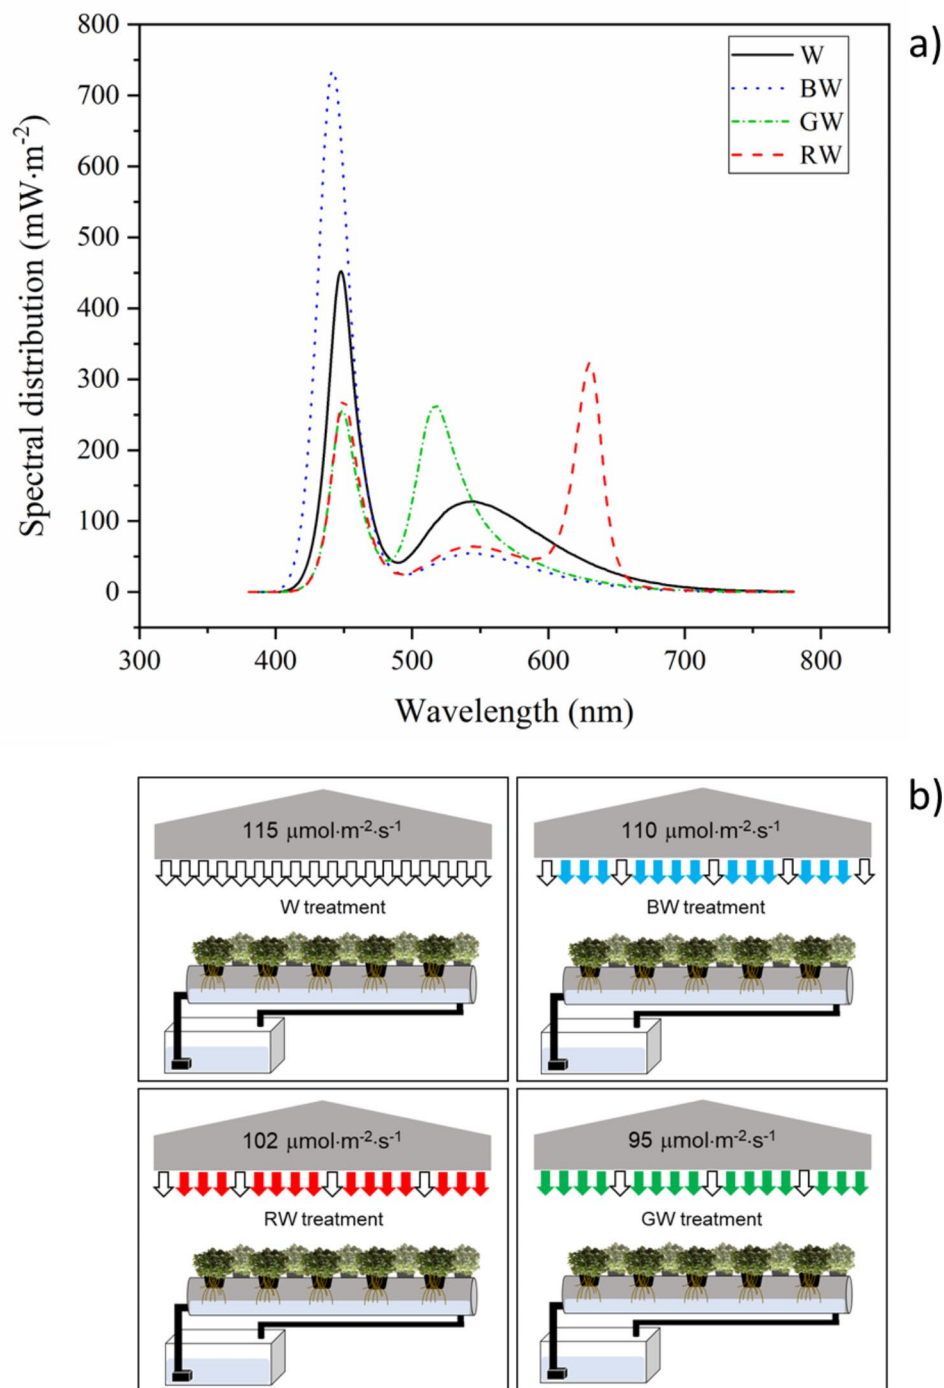 a)
800
700
600
500
400
300
200
100
0
Spectral distribution (mW·m⁻²)
W
BW
GW
RW
300 400 500 600 700 800
Wavelength (nm)
b)
115 μmol·m⁻²·s⁻¹
W treatment
110 μmol·m⁻²·s⁻¹
BW treatment
102 μmol·m⁻²·s⁻¹
RW treatment
95 μmol·m⁻²·s⁻¹
GW treatment